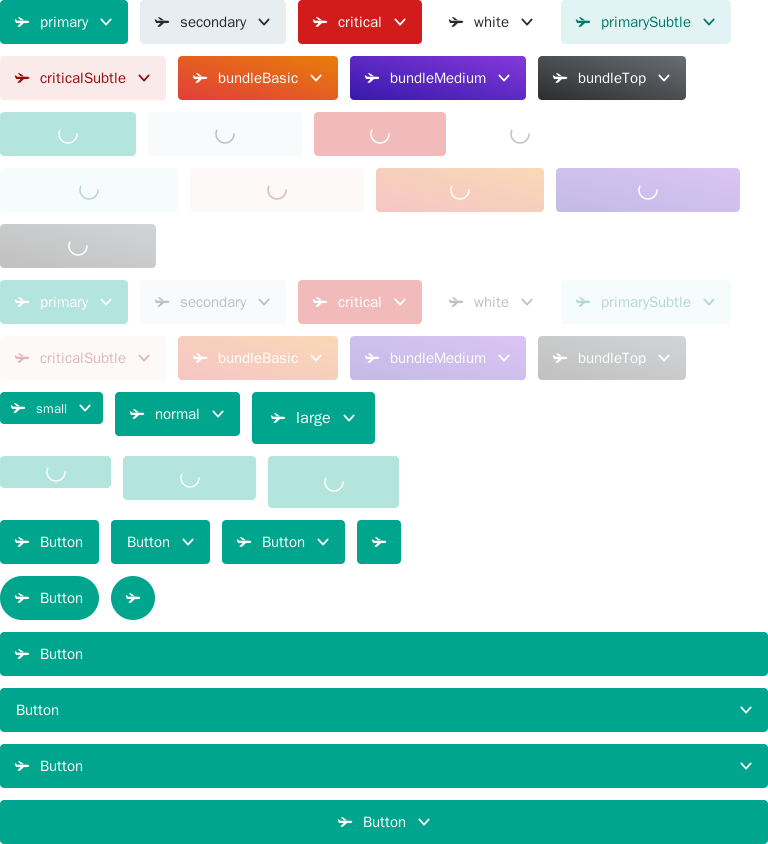 primary secondary critical white primarySubtle
criticalSubtle bundleBasic bundleMedium bundleTop
primary secondary critical white primarySubtle
criticalSubtle bundleBasic bundleMedium bundleTop
small normal large
Button Button Button
Button
Button
Button
Button
Button